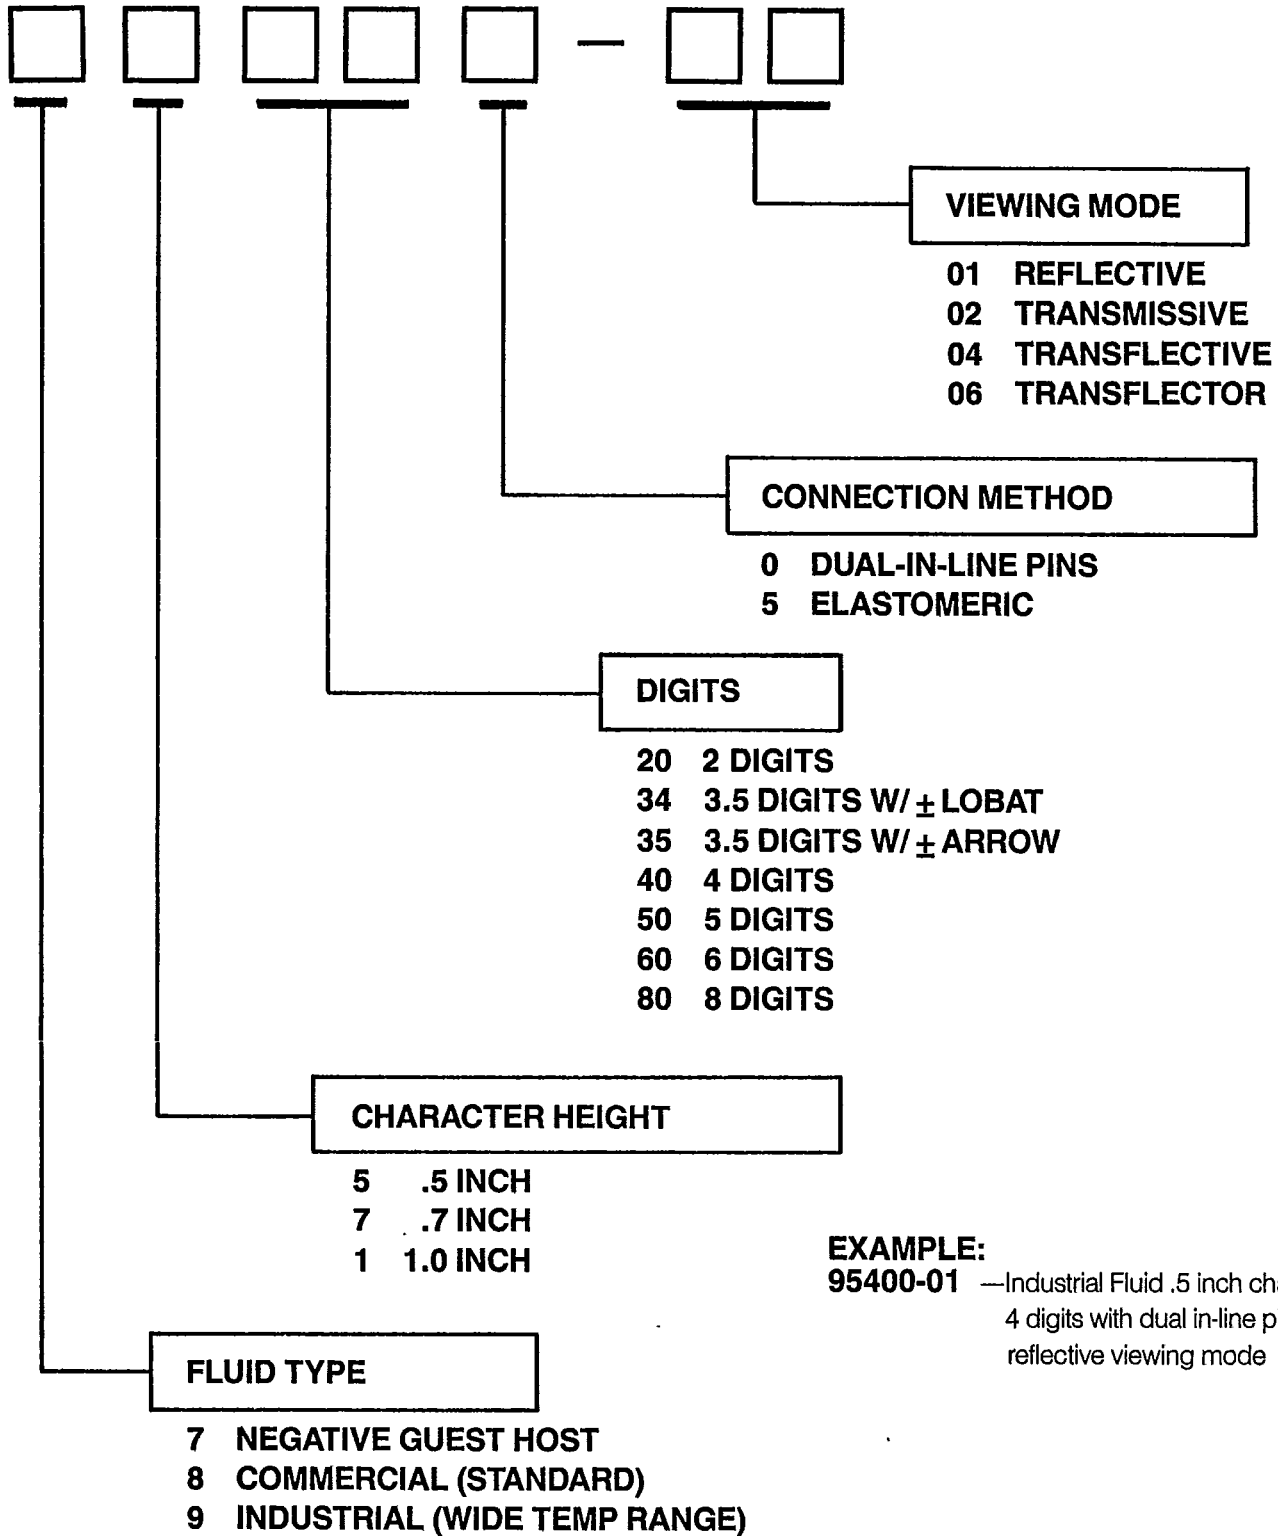 VIEWING MODE
01 REFLECTIVE
02 TRANSMISSIVE
04 TRANSFLECTIVE
06 TRANSFLECTOR
CONNECTION METHOD
0 DUAL-IN-LINE PINS
5 ELASTOMERIC
DIGITS
20 2 DIGITS
34 3.5 DIGITS W/ ± LOBAT
35 3.5 DIGITS W/ ± ARROW
40 4 DIGITS
50 5 DIGITS
60 6 DIGITS
80 8 DIGITS
CHARACTER HEIGHT
5 .5 INCH
7 .7 INCH
1 1.0 INCH
EXAMPLE:
95400-01 —Industrial Fluid .5 inch
4 digits with dual in-line
reflective viewing mode
FLUID TYPE
7 NEGATIVE GUEST HOST
8 COMMERCIAL (STANDARD)
9 INDUSTRIAL (WIDE TEMP RANGE)